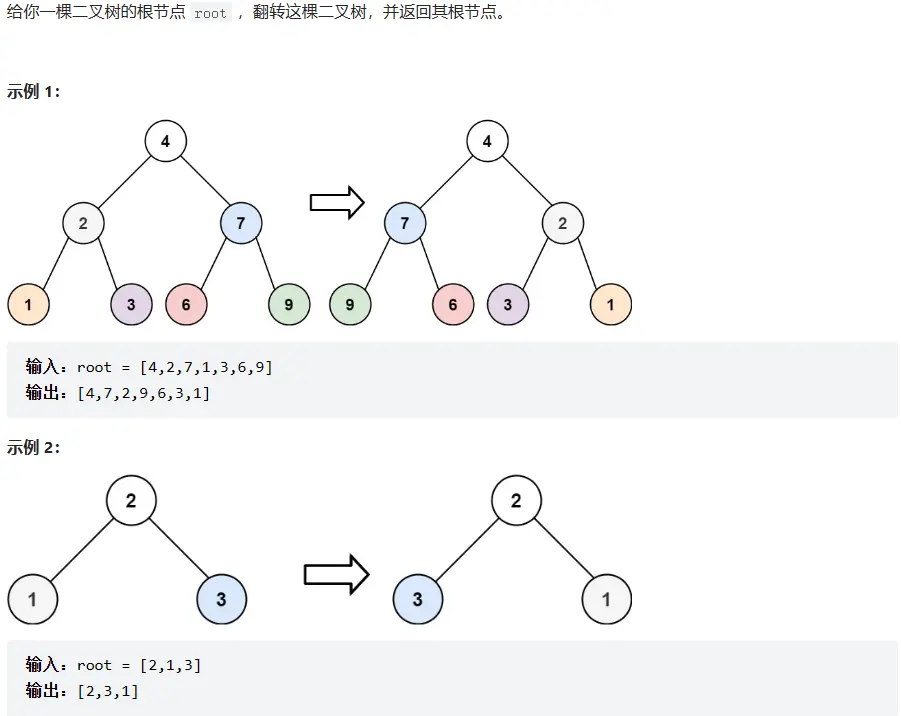 给你一棵二叉树的根节点 root ，翻转这棵二叉树，并返回其根节点。
示例 1：
4 4
2 7 7 2
1 3 6 9 9 6 3 1
输入：root = [4,2,7,1,3,6,9]
输出：[4,7,2,9,6,3,1]
示例 2：
2 2
1 3 3 1
输入：root = [2,1,3]
输出：[2,3,1]